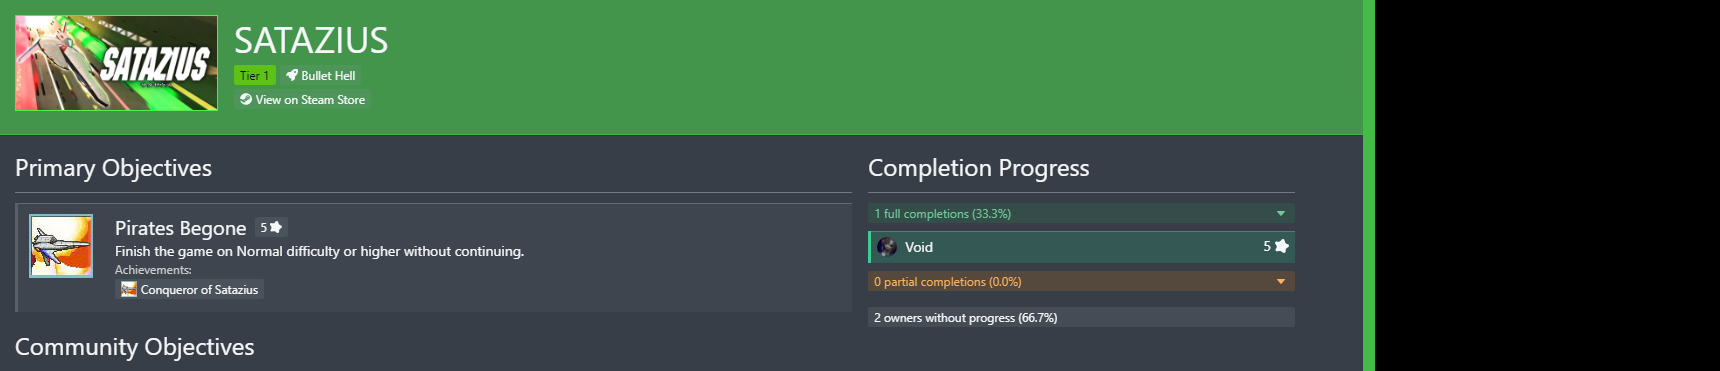 SATAZIUS
SATAZIUS
Tier 1 Bullet Hell
View on Steam Store
Primary Objectives
Pirates Begone 5
Finish the game on Normal difficulty or higher without continuing.
Achievements:
Conqueror of Satazius
Community Objectives
Completion Progress
1 full completions (33.3%)
Void 5
0 partial completions (0.0%)
2 owners without progress (66.7%)